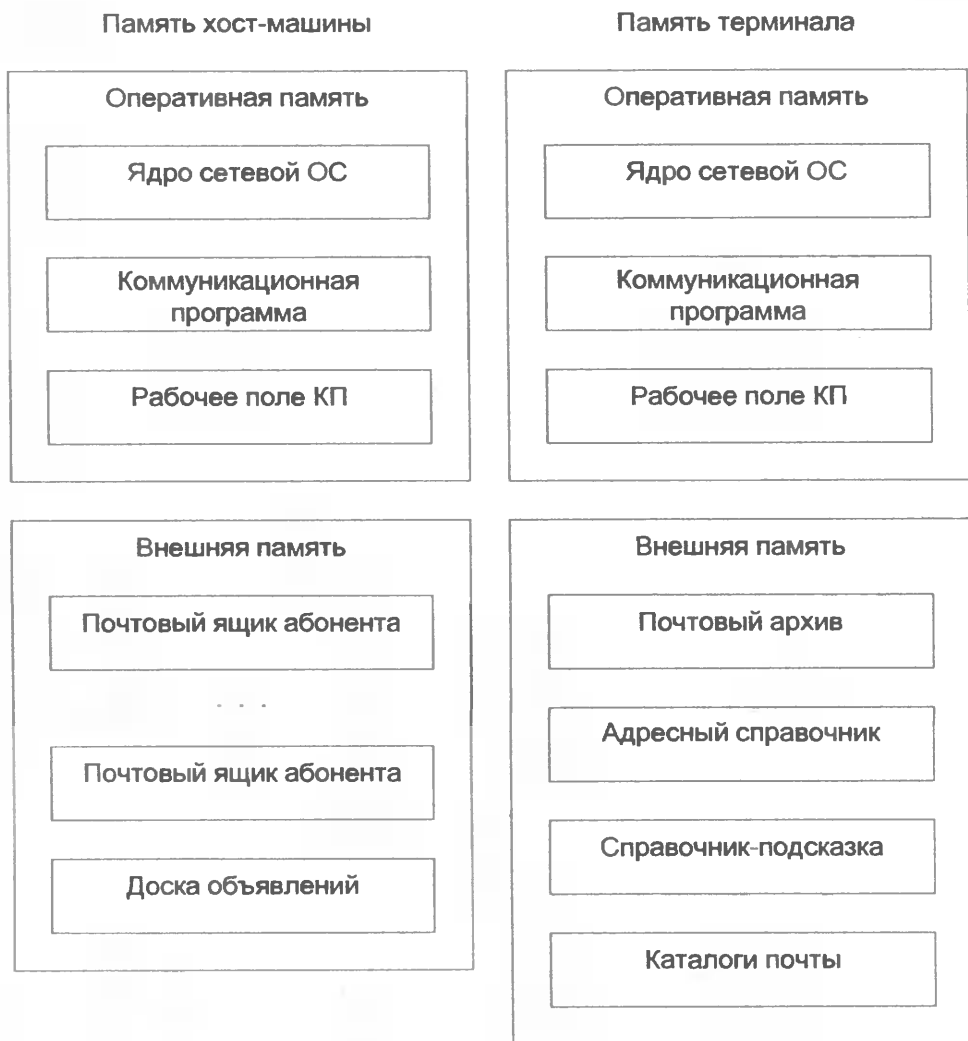 Память хост-машины
Оперативная память
Ядро сетевой ОС
Коммуникационная
программа
Рабочее поле КП
Внешняя память
Почтовый ящик абонента
. . .
Почтовый ящик абонента
Доска объявлений
Память терминала
Оперативная память
Ядро сетевой ОС
Коммуникационная
программа
Рабочее поле КП
Внешняя память
Почтовый архив
Адресный справочник
Справочник-подсказка
Каталоги почты